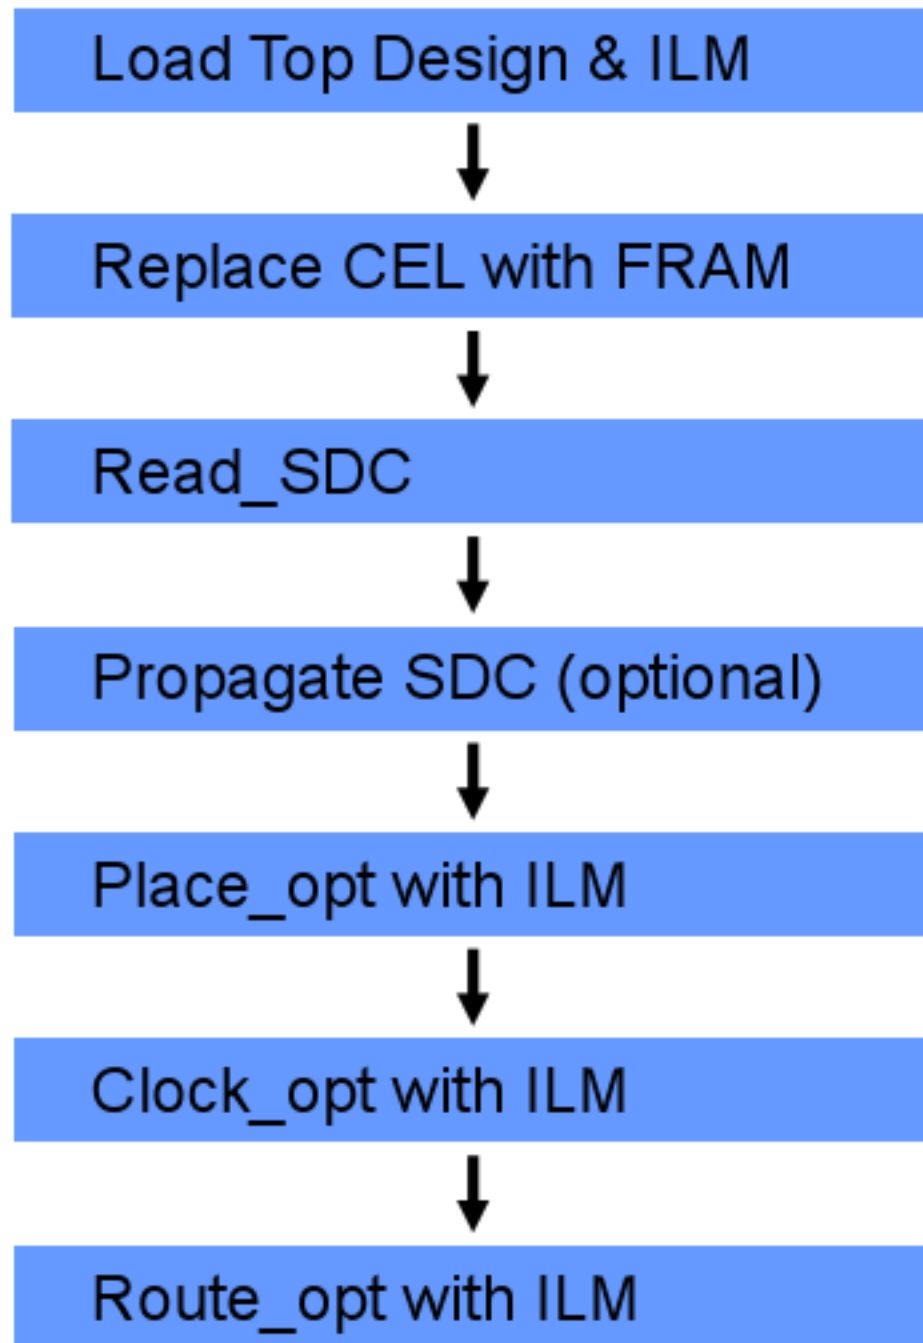 Load Top Design & ILM
Replace CEL with FRAM
Read_SDC
Propagate SDC (optional)
Place_opt with ILM
Clock_opt with ILM
Route_opt with ILM